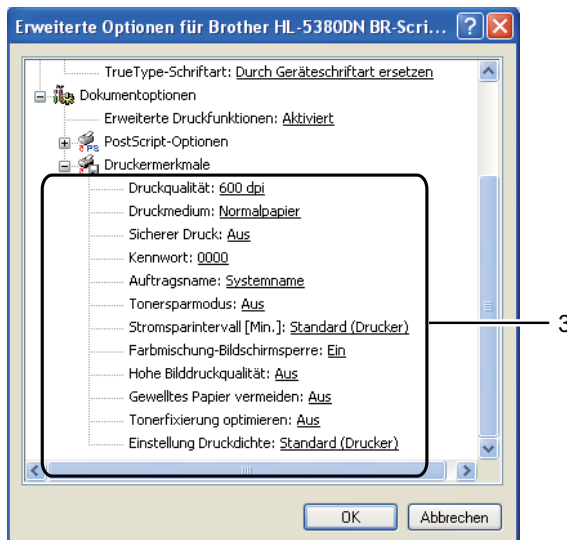 Erweiterte Optionen für Brother HL-5380DN BR-Scri...
TrueType-Schriftart: Durch Geräteschriftart ersetzen
Dokumentoptionen
Erweiterte Druckfunktionen: Aktiviert
PostScript-Optionen
Druckermerkmale
Druckqualität: 600 dpi
Druckmedium: Normalpapier
Sicherer Druck: Aus
Kennwort: 0000
Auftragsname: Systemname
Tonersparmodus: Aus
Stromsparintervall [Min.]: Standard (Drucker)
3
Farbmischung-Bildschirmsperre: Ein
Hohe Bilddruckqualität: Aus
Gewelltes Papier vermeiden: Aus
Tonerfixierung optimieren: Aus
Einstellung Druckdichte: Standard (Drucker)
OK
Abbrechen